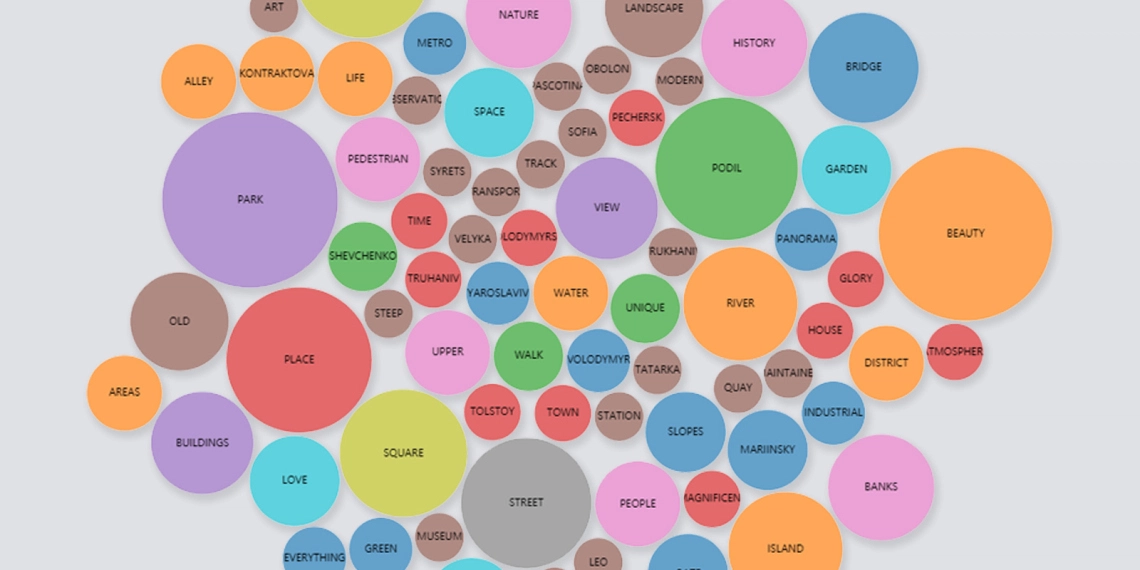 ART
NATURE
LANDSCAPE
METRO
HISTORY
BRIDGE
ALLEY
KONTRAKTOVA
LIFE
OBOLON
MODERN
ASCOTIN
BSERVATIO
SPACE
PECHERSK
SOFIA
PEDESTRIAN
TRACK
PODIL
GARDEN
SYRETS
RANSPOR
PARK
VIEW
TIME
BEAUTY
VELYKA
LODYMYRS
PANORAMA
RUKHANI
SHEVCHENKO
TRUHANIV
GLORY
YAROSLAVIV
WATER
RIVER
UNIQUE
STEEP
OLD
HOUSE
UPPER
WALK
PLACE
VOLODYMYR
TMOSPHER
DISTRICT
TATARKA
AINTAINE
QUAY
AREAS
TOLSTOY
TOWN
STATION
INDUSTRIAL
SLOPES
BUILDINGS
SQUARE
MARIINSKY
LOVE
BANKS
STREET
PEOPLE
AGNIFICEN
MUSEUM
GREEN
ISLAND
EVERYTHING
LEO